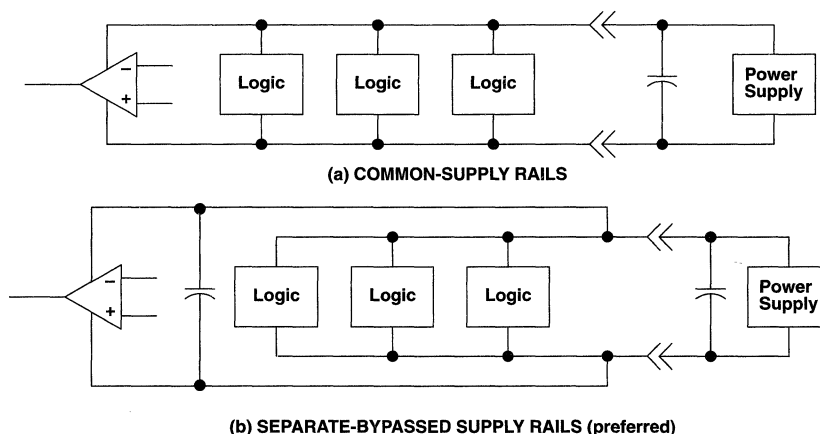 −
+
Logic
Logic
Logic
Power
Supply
(a) COMMON-SUPPLY RAILS
−
+
Logic
Logic
Logic
Power
Supply
(b) SEPARATE-BYPASSED SUPPLY RAILS (preferred)